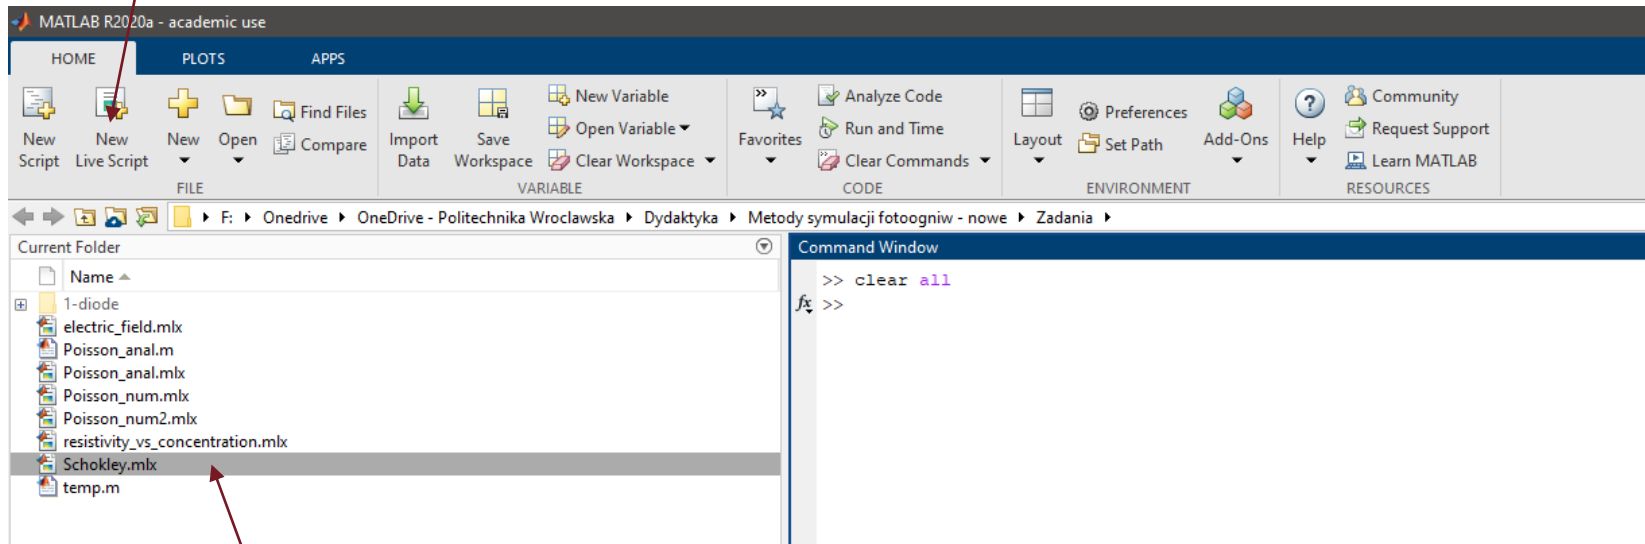 MATLAB R2020a - academic use
HOME PLOTS APPS
New Script
New Live Script
New
Open
Find Files
Compare
FILE
Import Data
Save Workspace
New Variable
Open Variable
Clear Workspace
VARIABLE
Favorites
Analyze Code
Run and Time
Clear Commands
CODE
Layout
Preferences
Set Path
Add-Ons
ENVIRONMENT
Help
Community
Request Support
Learn MATLAB
RESOURCES
F: Onedrive OneDrive - Politechnika Wroclawska Dydaktyka Metody symulacji fotoogniw - nowe Zadania
Current Folder
Name
1-diode
electric_field.mlx
Poisson_anal.m
Poisson_anal.mlx
Poisson_num.mlx
Poisson_num2.mlx
resistivity_vs_concentration.mlx
Schokley.mlx
temp.m
Command Window
>> clear all
fx >>